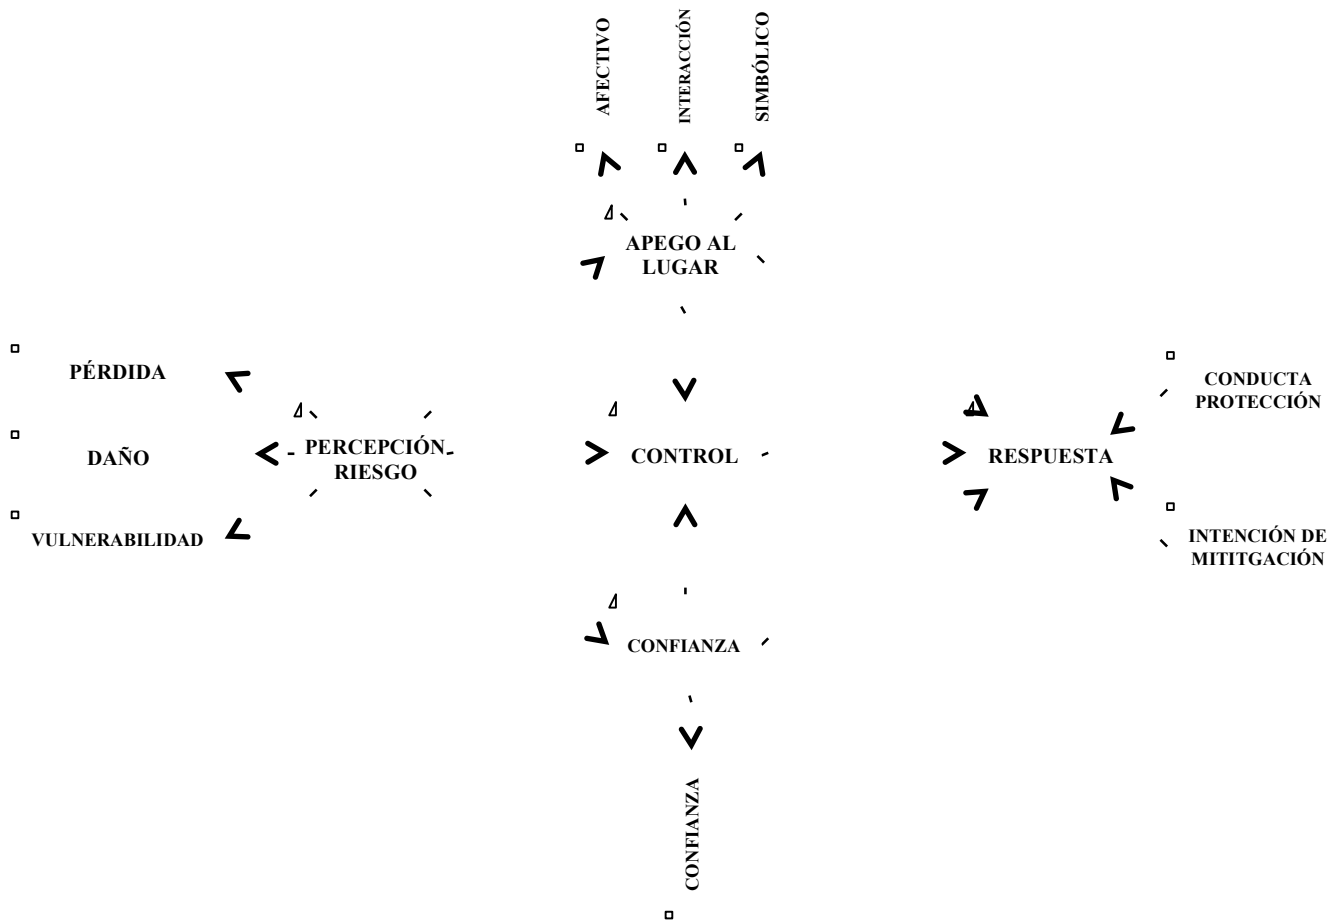 AFECTIVO
INTERACCIÓN
SIMBÓLICO
APEGO AL
LUGAR
PÉRDIDA
DAÑO
VULNERABILIDAD
PERCEPCIÓN
RIESGO
CONTROL
RESPUESTA
CONDUCTA
PROTECCIÓN
INTENCIÓN DE
MITITGACIÓN
CONFIANZA
CONFIANZA